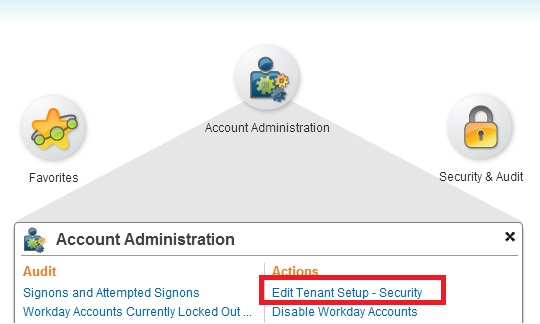 Account Administration
Favorites
Security & Audit
Account Administration
Audit
Actions
Signons and Attempted Signons
Edit Tenant Setup - Security
Workday Accounts Currently Locked Out ...
Disable Workday Accounts